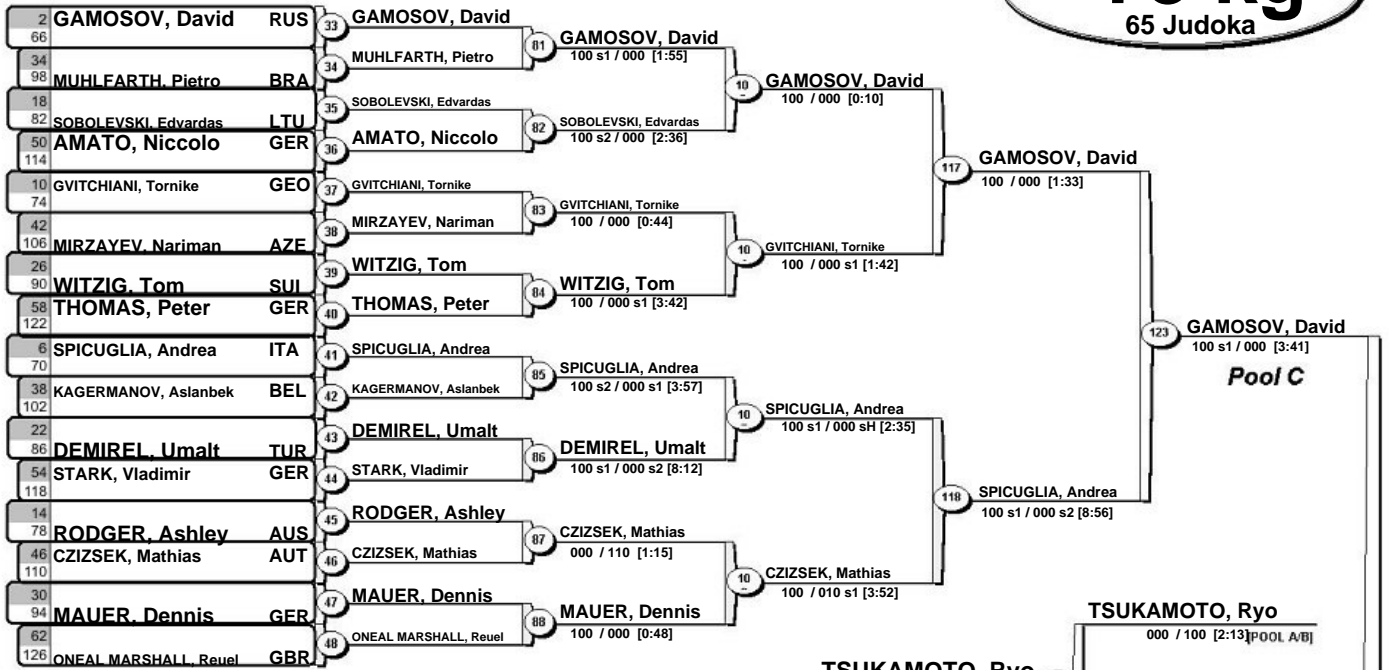 73 kg
65 Judoka
2 GAMOSOV, David RUS
66
34
98 MUHLFARTH, Pietro BRA
18
82 SOBOLEVSKI, Edvardas LTU
50 AMATO, Niccolo GER
114
10 GVITCHIANI, Tornike GEO
74
42
106 MIRZAYEV, Nariman AZE
26
90 WITZIG, Tom SUI
58 THOMAS, Peter GER
122
6 SPICUGLIA, Andrea ITA
70
38 KAGERMANOV, Aslanbek BEL
102
22
86 DEMIREL, Umalt TUR
54 STARK, Vladimir GER
118
14
78 RODGER, Ashley AUS
46 CZIZSEK, Mathias AUT
110
30
94 MAUER, Dennis GER
62
126 ONEAL MARSHALL, Reuel GBR
33 GAMOSOV, David
34 MUHLFARTH, Pietro
35 SOBOLEVSKI, Edvardas
36 AMATO, Niccolo
37 GVITCHIANI, Tornike
38 MIRZAYEV, Nariman
39 WITZIG, Tom
40 THOMAS, Peter
41 SPICUGLIA, Andrea
42 KAGERMANOV, Aslanbek
43 DEMIREL, Umalt
44 STARK, Vladimir
45 RODGER, Ashley
46 CZIZSEK, Mathias
47 MAUER, Dennis
48 ONEAL MARSHALL, Reuel
81 GAMOSOV, David
100 s1 / 000 [1:55]
82 SOBOLEVSKI, Edvardas
100 s2 / 000 [2:36]
83 GVITCHIANI, Tornike
100 / 000 [0:44]
84 WITZIG, Tom
100 / 000 s1 [3:42]
85 SPICUGLIA, Andrea
100 s2 / 000 s1 [3:57]
86 DEMIREL, Umalt
100 s1 / 000 s2 [8:12]
87 CZIZSEK, Mathias
000 / 110 [1:15]
88 MAUER, Dennis
100 / 000 [0:48]
10 GAMOSOV, David
100 / 000 [0:10]
10 GVITCHIANI, Tornike
100 / 000 s1 [1:42]
10 SPICUGLIA, Andrea
100 s1 / 000 sH [2:35]
10 CZIZSEK, Mathias
100 / 010 s1 [3:52]
117 GAMOSOV, David
100 / 000 [1:33]
118 SPICUGLIA, Andrea
100 s1 / 000 s2 [8:56]
123 GAMOSOV, David
100 s1 / 000 [3:41]
Pool C
TSUKAMOTO, Ryo
000 / 100 [2:13] [POOL A/B]
TSUKAMOTO, Ryo